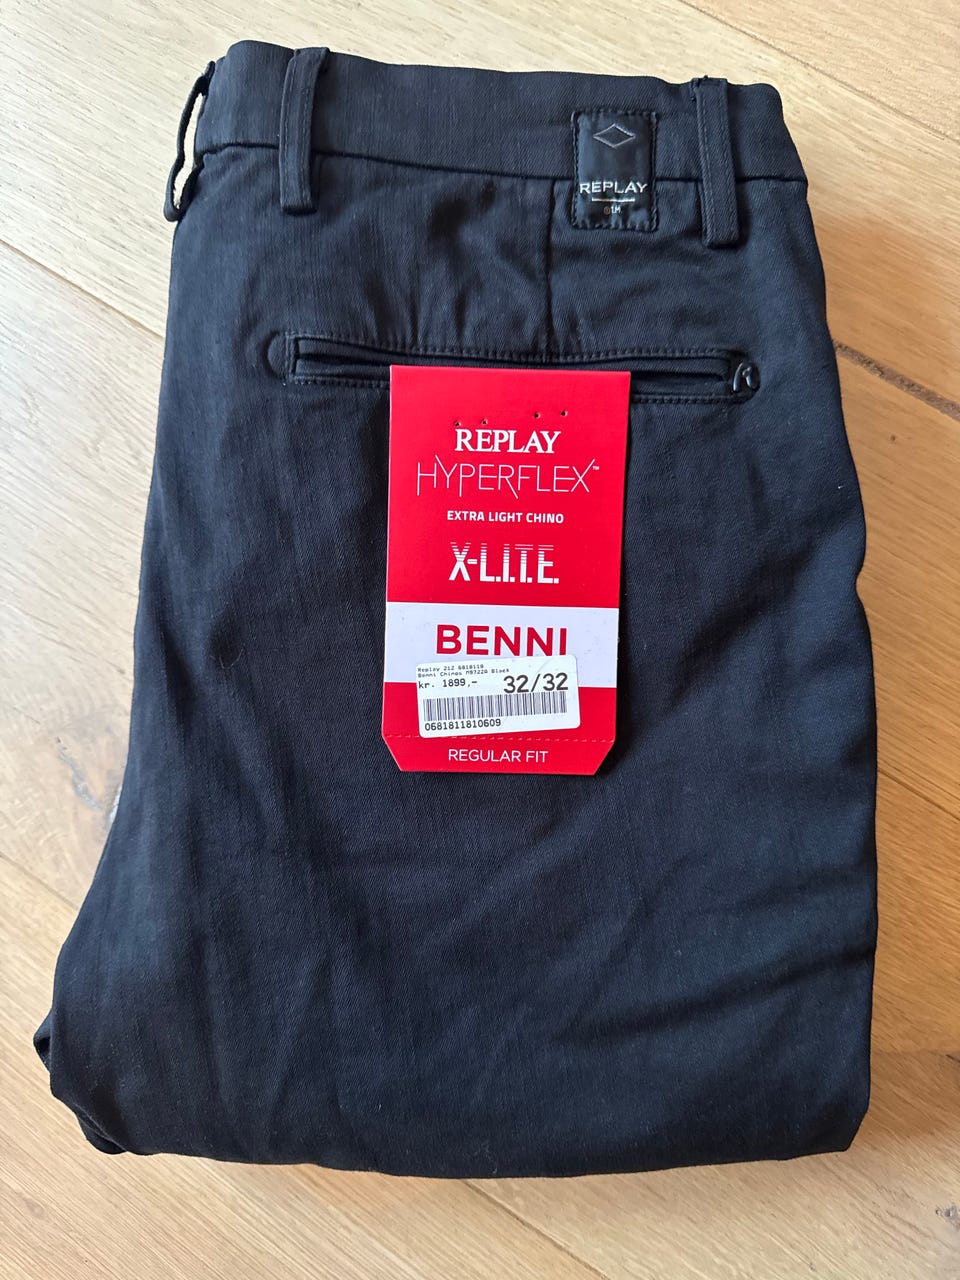 REPLAY
REPLAY
HYPERFLEX™
EXTRA LIGHT CHINO
X-L.I.T.E.
BENNI
Replay 212 6818118
Benni Chinos M9722A Black
kr. 1899,- 32/32
0681811810609
REGULAR FIT